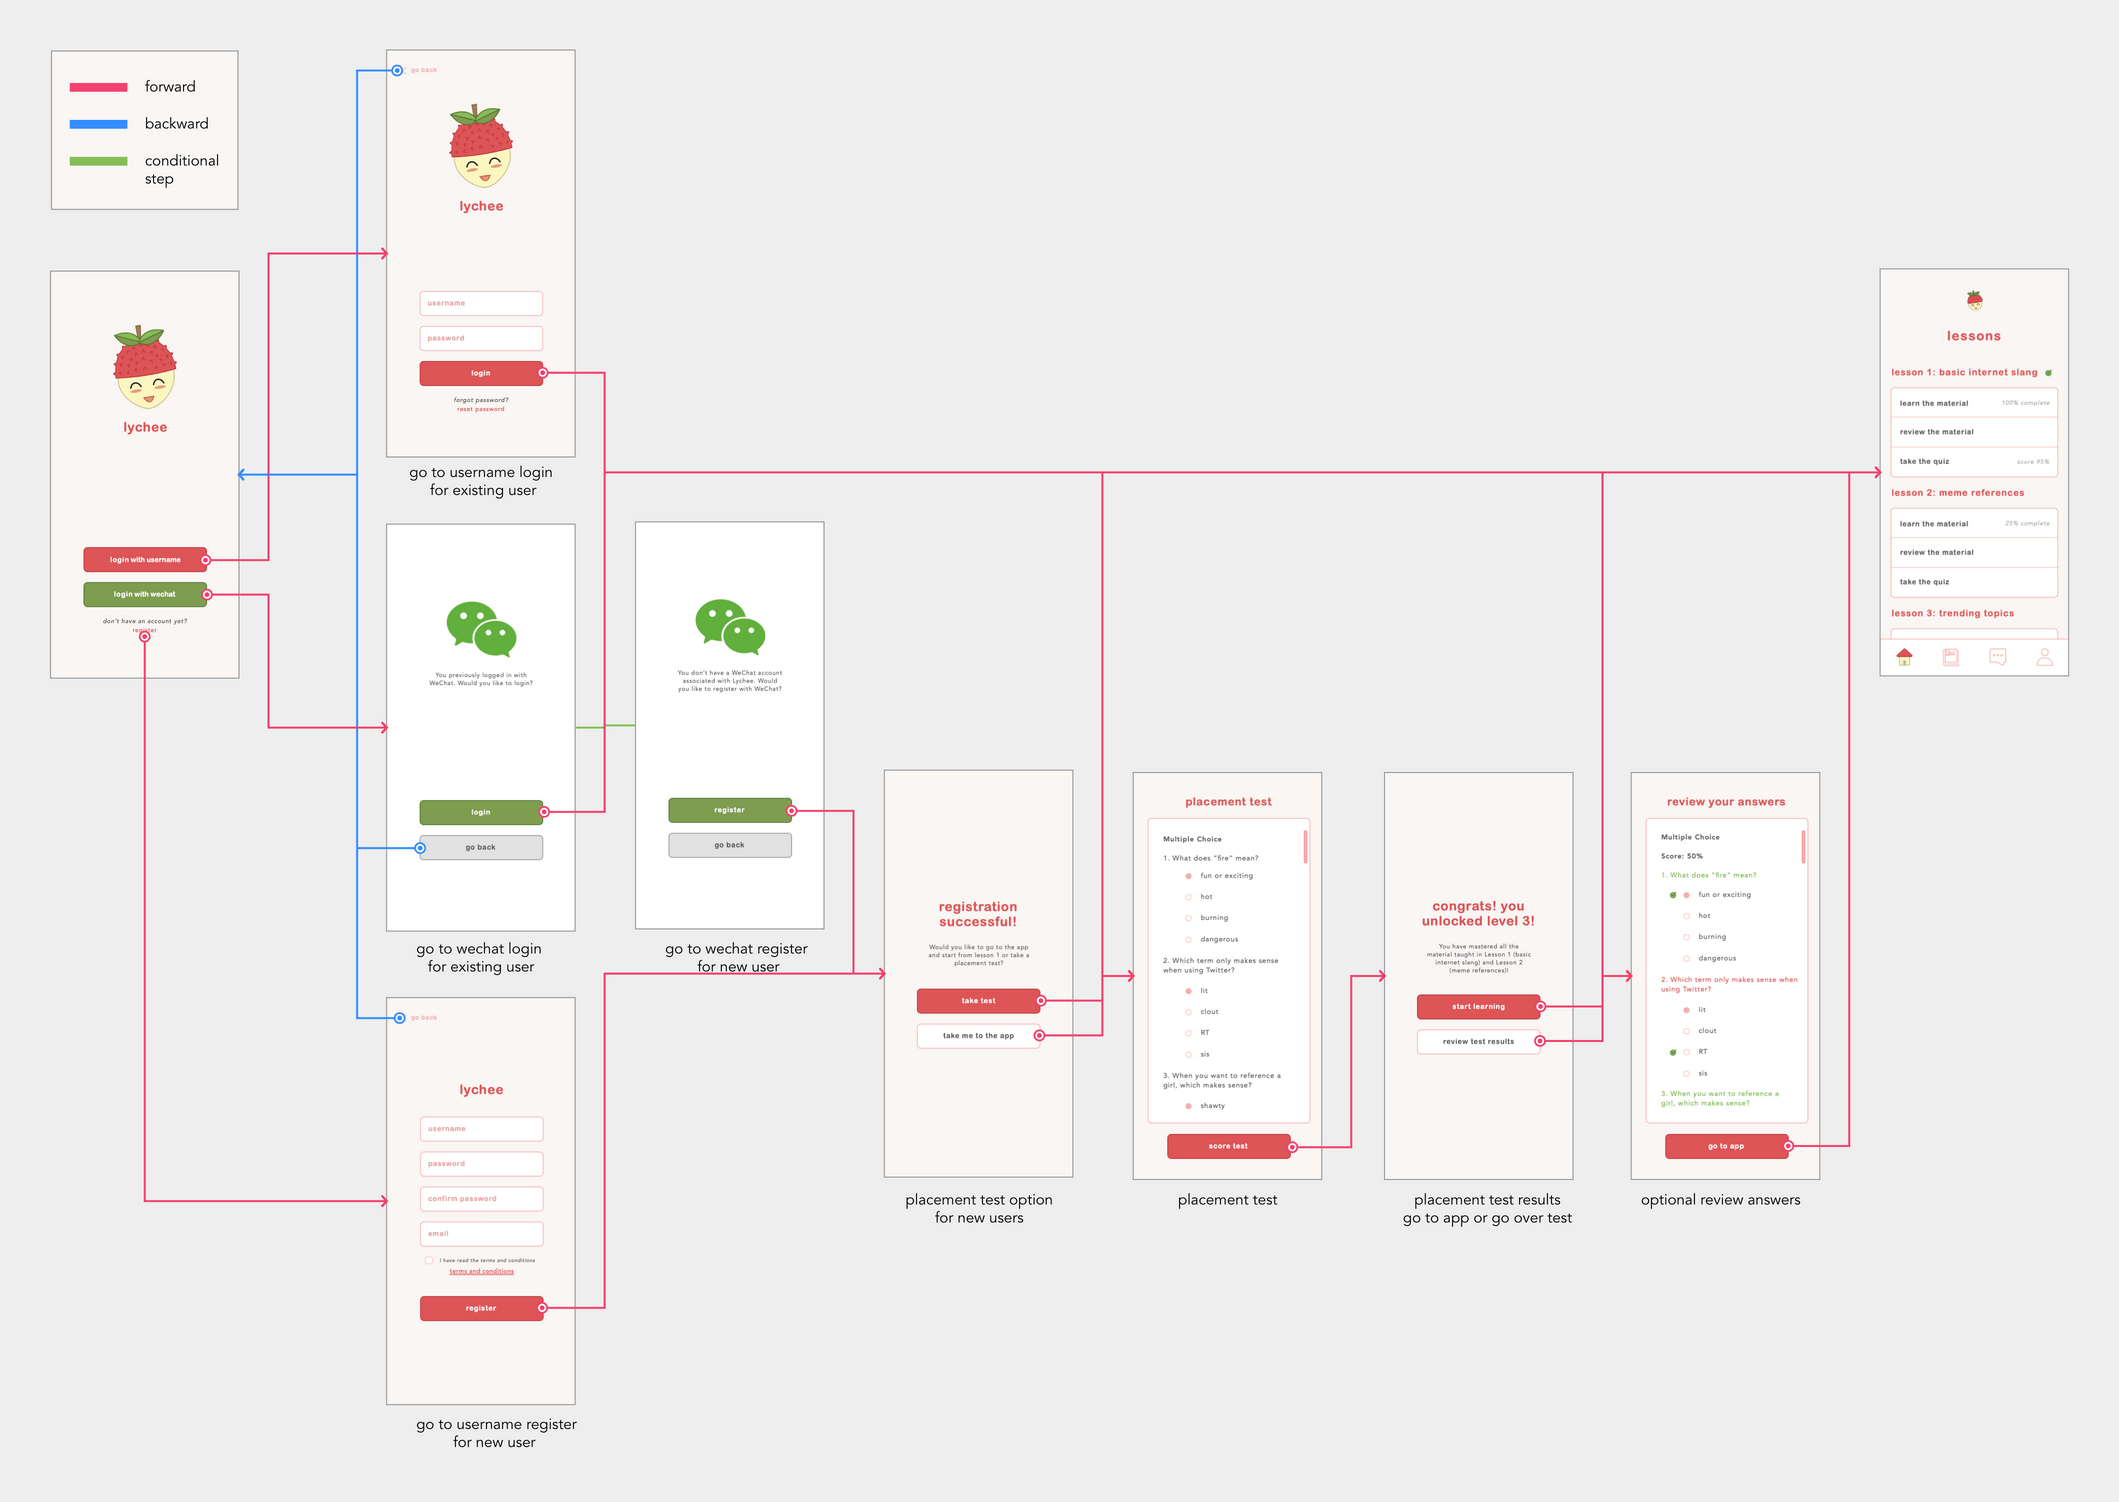 forward
backward
conditional
step
lychee
login with username
login with wechat
don't have an account yet?
register
go back
lychee
username
password
login
forgot password?
reset password
go to username login
for existing user
You previously logged in with
WeChat. Would you like to login?
login
go back
go to wechat login
for existing user
You don't have a WeChat account
associated with Lychee. Would
you like to register with WeChat?
register
go back
go to wechat register
for new user
go back
lychee
username
password
confirm password
email
I have read the terms and conditions
terms and conditions
register
go to username register
for new user
registration
successful!
Would you like to go to the app
and start from lesson 1 or take a
placement test?
take test
take me to the app
placement test option
for new users
placement test
Multiple Choice
1. What does "fire" mean?
fun or exciting
hot
burning
dangerous
2. Which term only makes sense
when using Twitter?
lit
clout
RT
sis
3. When you want to reference a
girl, which makes sense?
shawty
score test
placement test
congrats! you
unlocked level 3!
You have mastered all the
material taught in Lesson 1 (basic
internet slang) and Lesson 2
(meme references)!
start learning
review test results
placement test results
go to app or go over test
review your answers
Multiple Choice
Score: 50%
1. What does "fire" mean?
fun or exciting
hot
burning
dangerous
2. Which term only makes sense when
using Twitter?
lit
clout
RT
sis
3. When you want to reference a
girl, which makes sense?
go to app
optional review answers
lessons
lesson 1: basic internet slang
learn the material 100% complete
review the material
take the quiz score 95%
lesson 2: meme references
learn the material 25% complete
review the material
take the quiz
lesson 3: trending topics